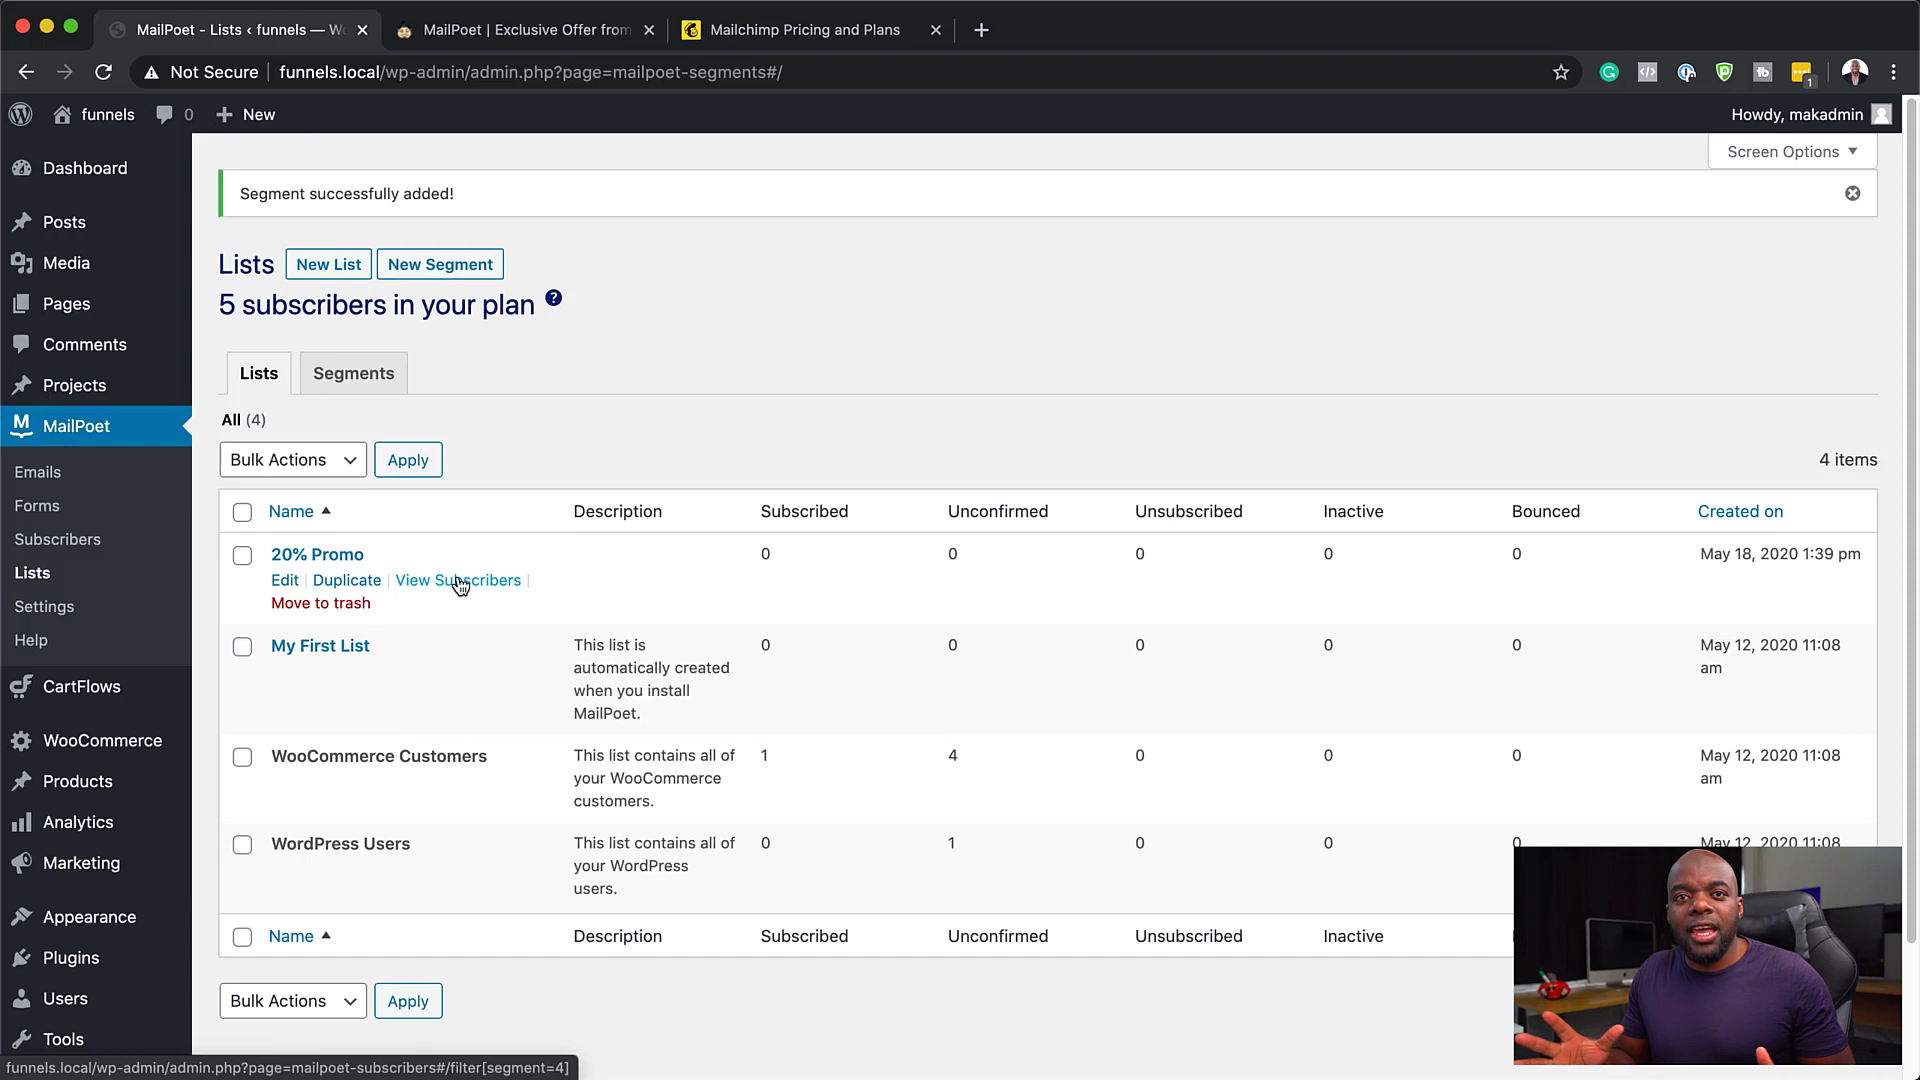 MailPoet - Lists ‹ funnels — W
MailPoet | Exclusive Offer from
Mailchimp Pricing and Plans
Not Secure
funnels.local/wp-admin/admin.php?page=mailpoet-segments#/
1
funnels
0
New
Howdy, makadmin
Screen Options
Dashboard
Posts
Media
Pages
Comments
Projects
MailPoet
Emails
Forms
Subscribers
Lists
Settings
Help
CartFlows
WooCommerce
Products
Analytics
Marketing
Appearance
Plugins
Users
Tools
Segment successfully added!
Lists
New List
New Segment
5 subscribers in your plan ?
Lists
Segments
All (4)
Bulk Actions
Apply
4 items
Name Description Subscribed Unconfirmed Unsubscribed Inactive Bounced Created on
20% Promo 0 0 0 0 0 May 18, 2020 1:39 pm
Edit | Duplicate | View Subscribers |
Move to trash
My First List This list is 0 0 0 0 0 May 12, 2020 11:08
automatically created am
when you install
MailPoet.
WooCommerce Customers This list contains all of 1 4 0 0 0 May 12, 2020 11:08
your WooCommerce am
customers.
WordPress Users This list contains all of 0 1 0 0 0 May 12, 2020 11:08
your WordPress
users.
Name Description Subscribed Unconfirmed Unsubscribed Inactive
Bulk Actions
Apply
funnels.local/wp-admin/admin.php?page=mailpoet-subscribers#/filter[segment=4]